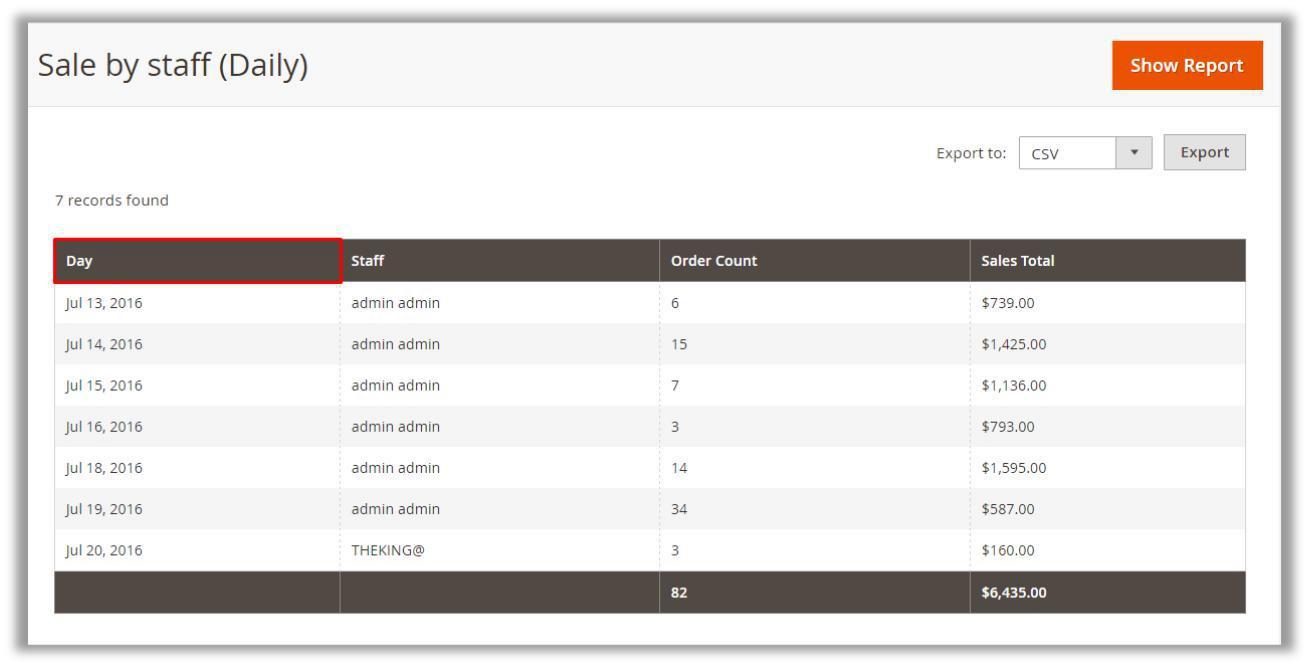 Sale by staff (Daily)
Show Report
Export to: CSV Export
7 records found
Day Staff Order Count Sales Total
Jul 13, 2016 admin admin 6 $739.00
Jul 14, 2016 admin admin 15 $1,425.00
Jul 15, 2016 admin admin 7 $1,136.00
Jul 16, 2016 admin admin 3 $793.00
Jul 18, 2016 admin admin 14 $1,595.00
Jul 19, 2016 admin admin 34 $587.00
Jul 20, 2016 THEKING@ 3 $160.00
82 $6,435.00